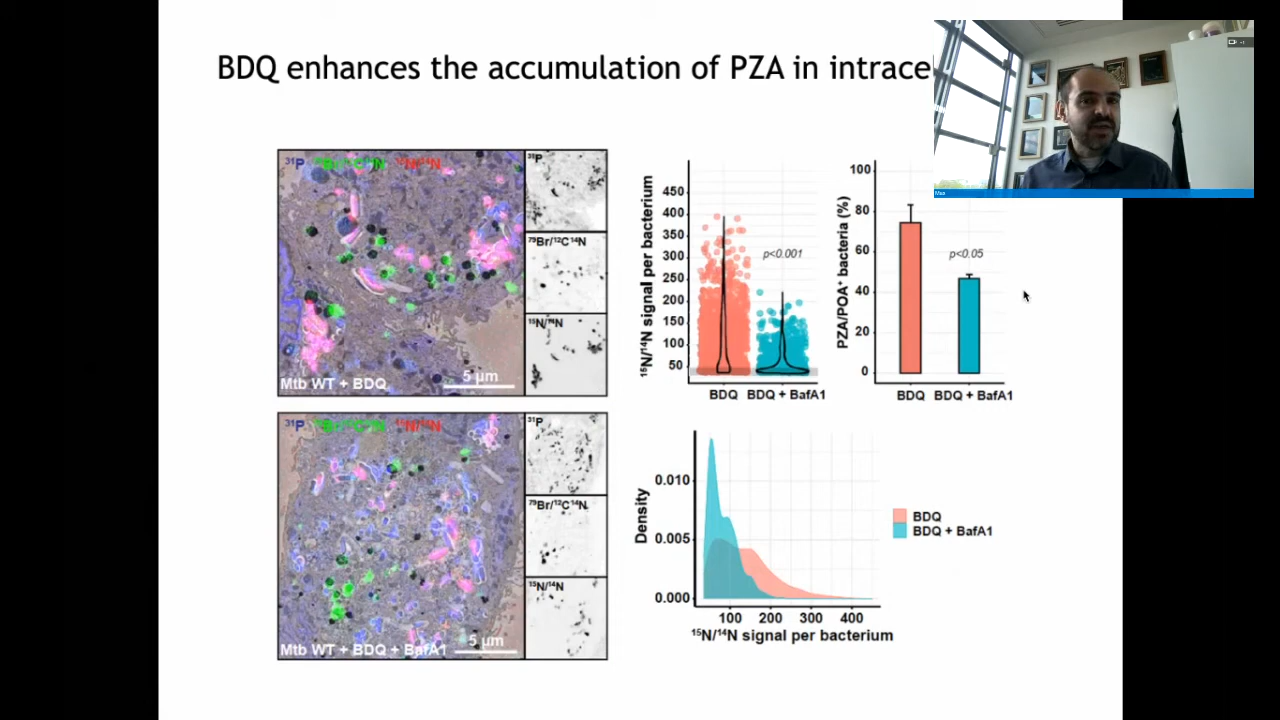 BDQ enhances the accumulation of PZA in intrace
³¹P
¹⁵N/¹⁴N
Mtb WT + BDQ
5 µm
³¹P
⁷⁹Br/¹²C¹⁴N
¹⁵N/¹⁴N
³¹P
¹⁵N/¹⁴N
Mtb WT + BDQ + BafA1
5 µm
³¹P
⁷⁹Br/¹²C¹⁴N
¹⁵N/¹⁴N
¹⁵N/¹⁴N signal per bacterium
450
400
350
300
250
200
150
100
50
p<0.001
BDQ BDQ + BafA1
PZA/POA⁺ bacteria (%)
100
80
60
40
20
0
p<0.05
BDQ BDQ + BafA1
Density
0.010
0.005
0.000
100 200 300 400
¹⁵N/¹⁴N signal per bacterium
BDQ
BDQ + BafA1